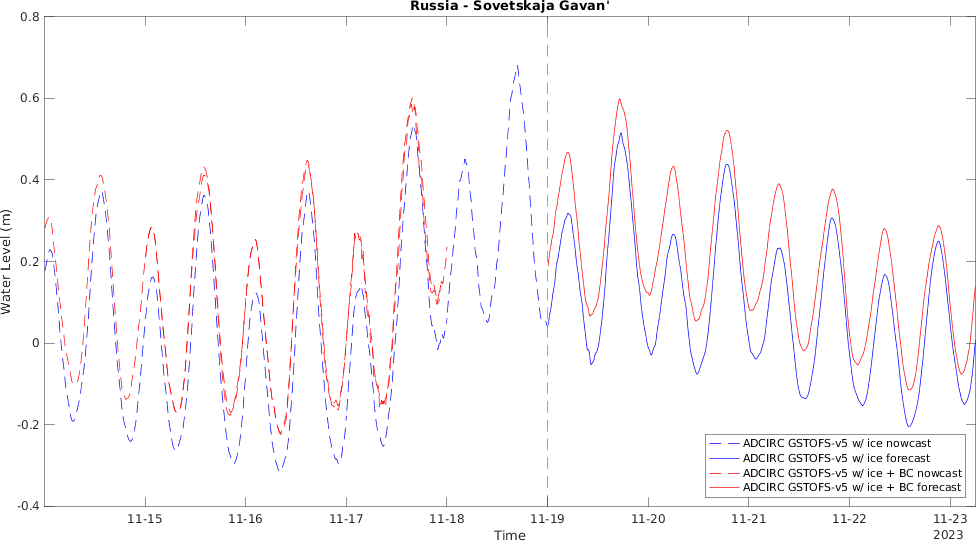 Russia - Sovetskaja Gavan'
0.8
0.6
0.4
0.2
0
-0.2
-0.4
Water Level (m)
ADCIRC GSTOFS-v5 w/ ice nowcast
ADCIRC GSTOFS-v5 w/ ice forecast
ADCIRC GSTOFS-v5 w/ ice + BC nowcast
ADCIRC GSTOFS-v5 w/ ice + BC forecast
11-15 11-16 11-17 11-18 11-19 11-20 11-21 11-22 11-23
Time
2023